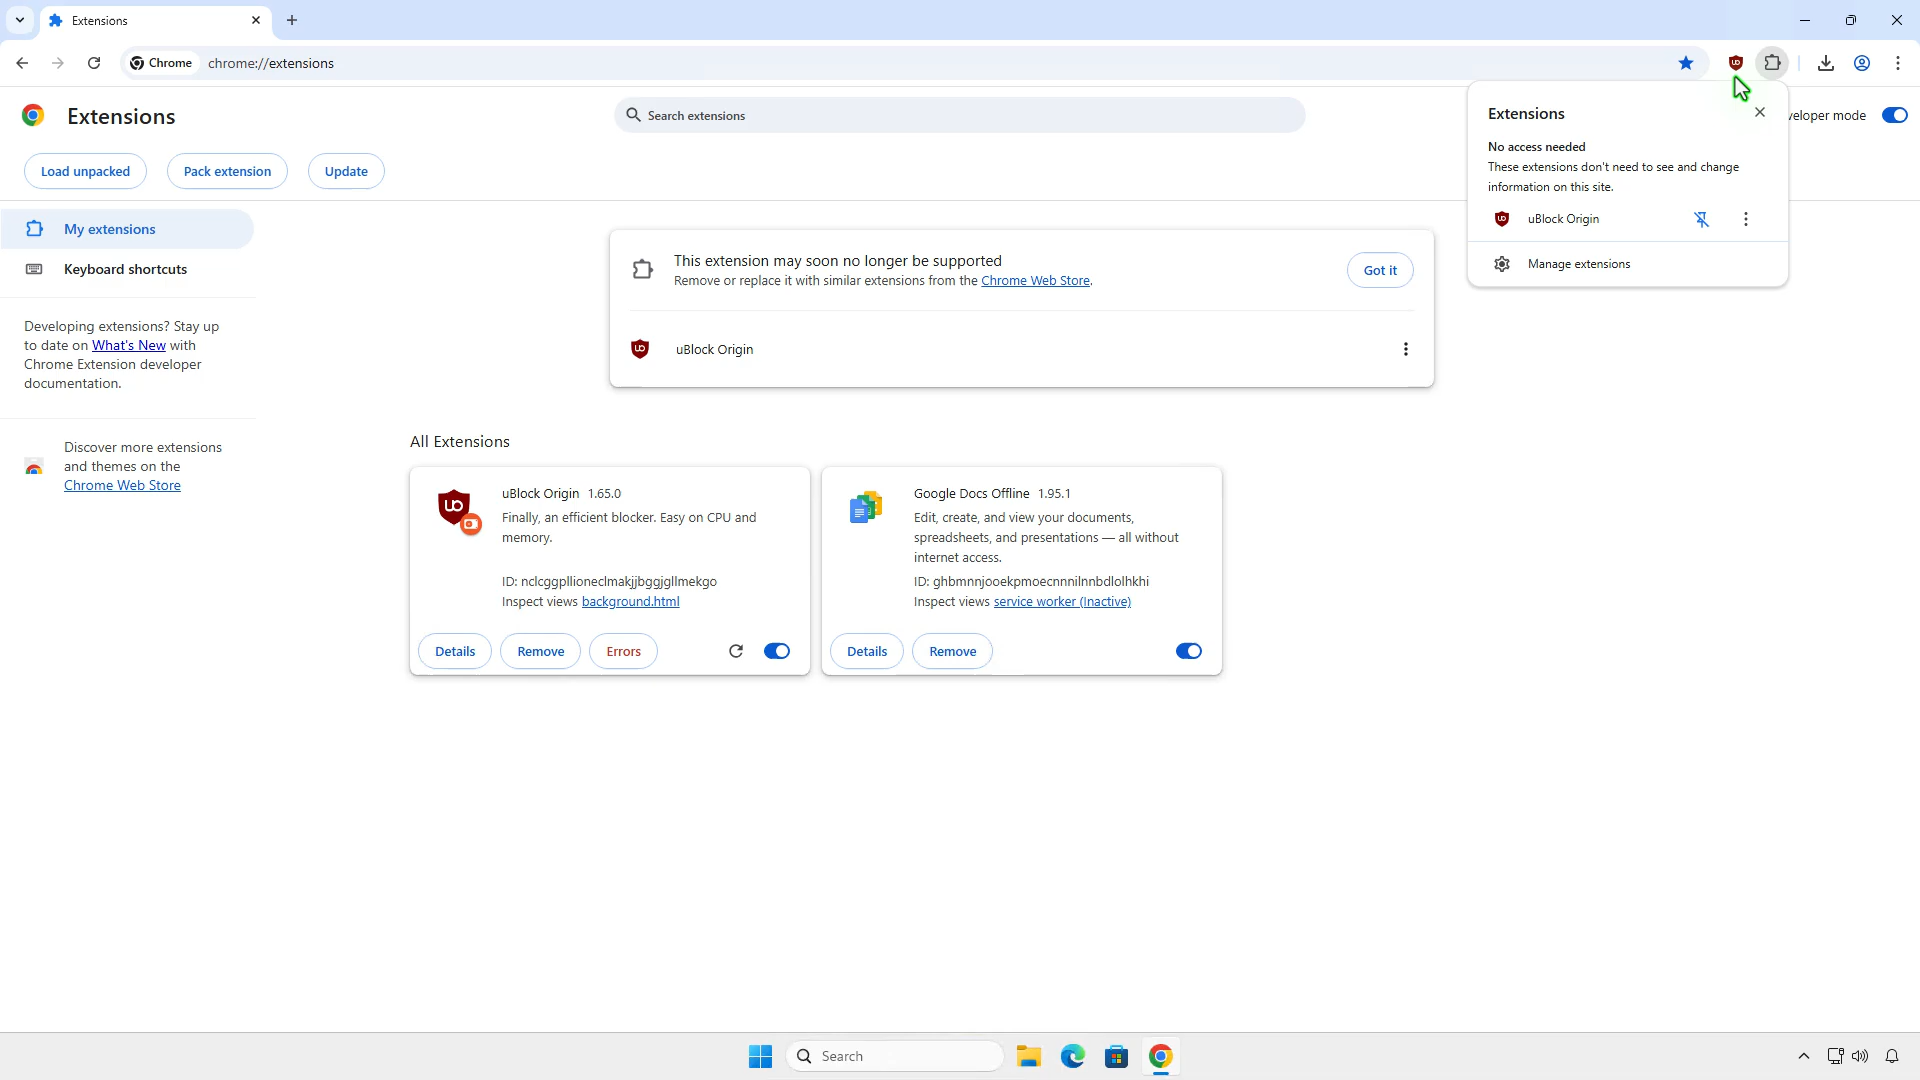 Extensions
Chrome
chrome://extensions
Extensions
Search extensions
veloper mode
Load unpacked
Pack extension
Update
My extensions
Keyboard shortcuts
Developing extensions? Stay up
to date on What's New with
Chrome Extension developer
documentation.
Discover more extensions
and themes on the
Chrome Web Store
This extension may soon no longer be supported
Remove or replace it with similar extensions from the Chrome Web Store.
Got it
uBlock Origin
All Extensions
uBlock Origin 1.65.0
Finally, an efficient blocker. Easy on CPU and
memory.
ID: nclcggpllioneclmakjjbggjgllmekgo
Inspect views background.html
Details
Remove
Errors
Google Docs Offline 1.95.1
Edit, create, and view your documents,
spreadsheets, and presentations — all without
internet access.
ID: ghbmnnjooekpmoecnnnilnnbdlolhkhi
Inspect views service worker (Inactive)
Details
Remove
Extensions
No access needed
These extensions don't need to see and change
information on this site.
uBlock Origin
Manage extensions
Search